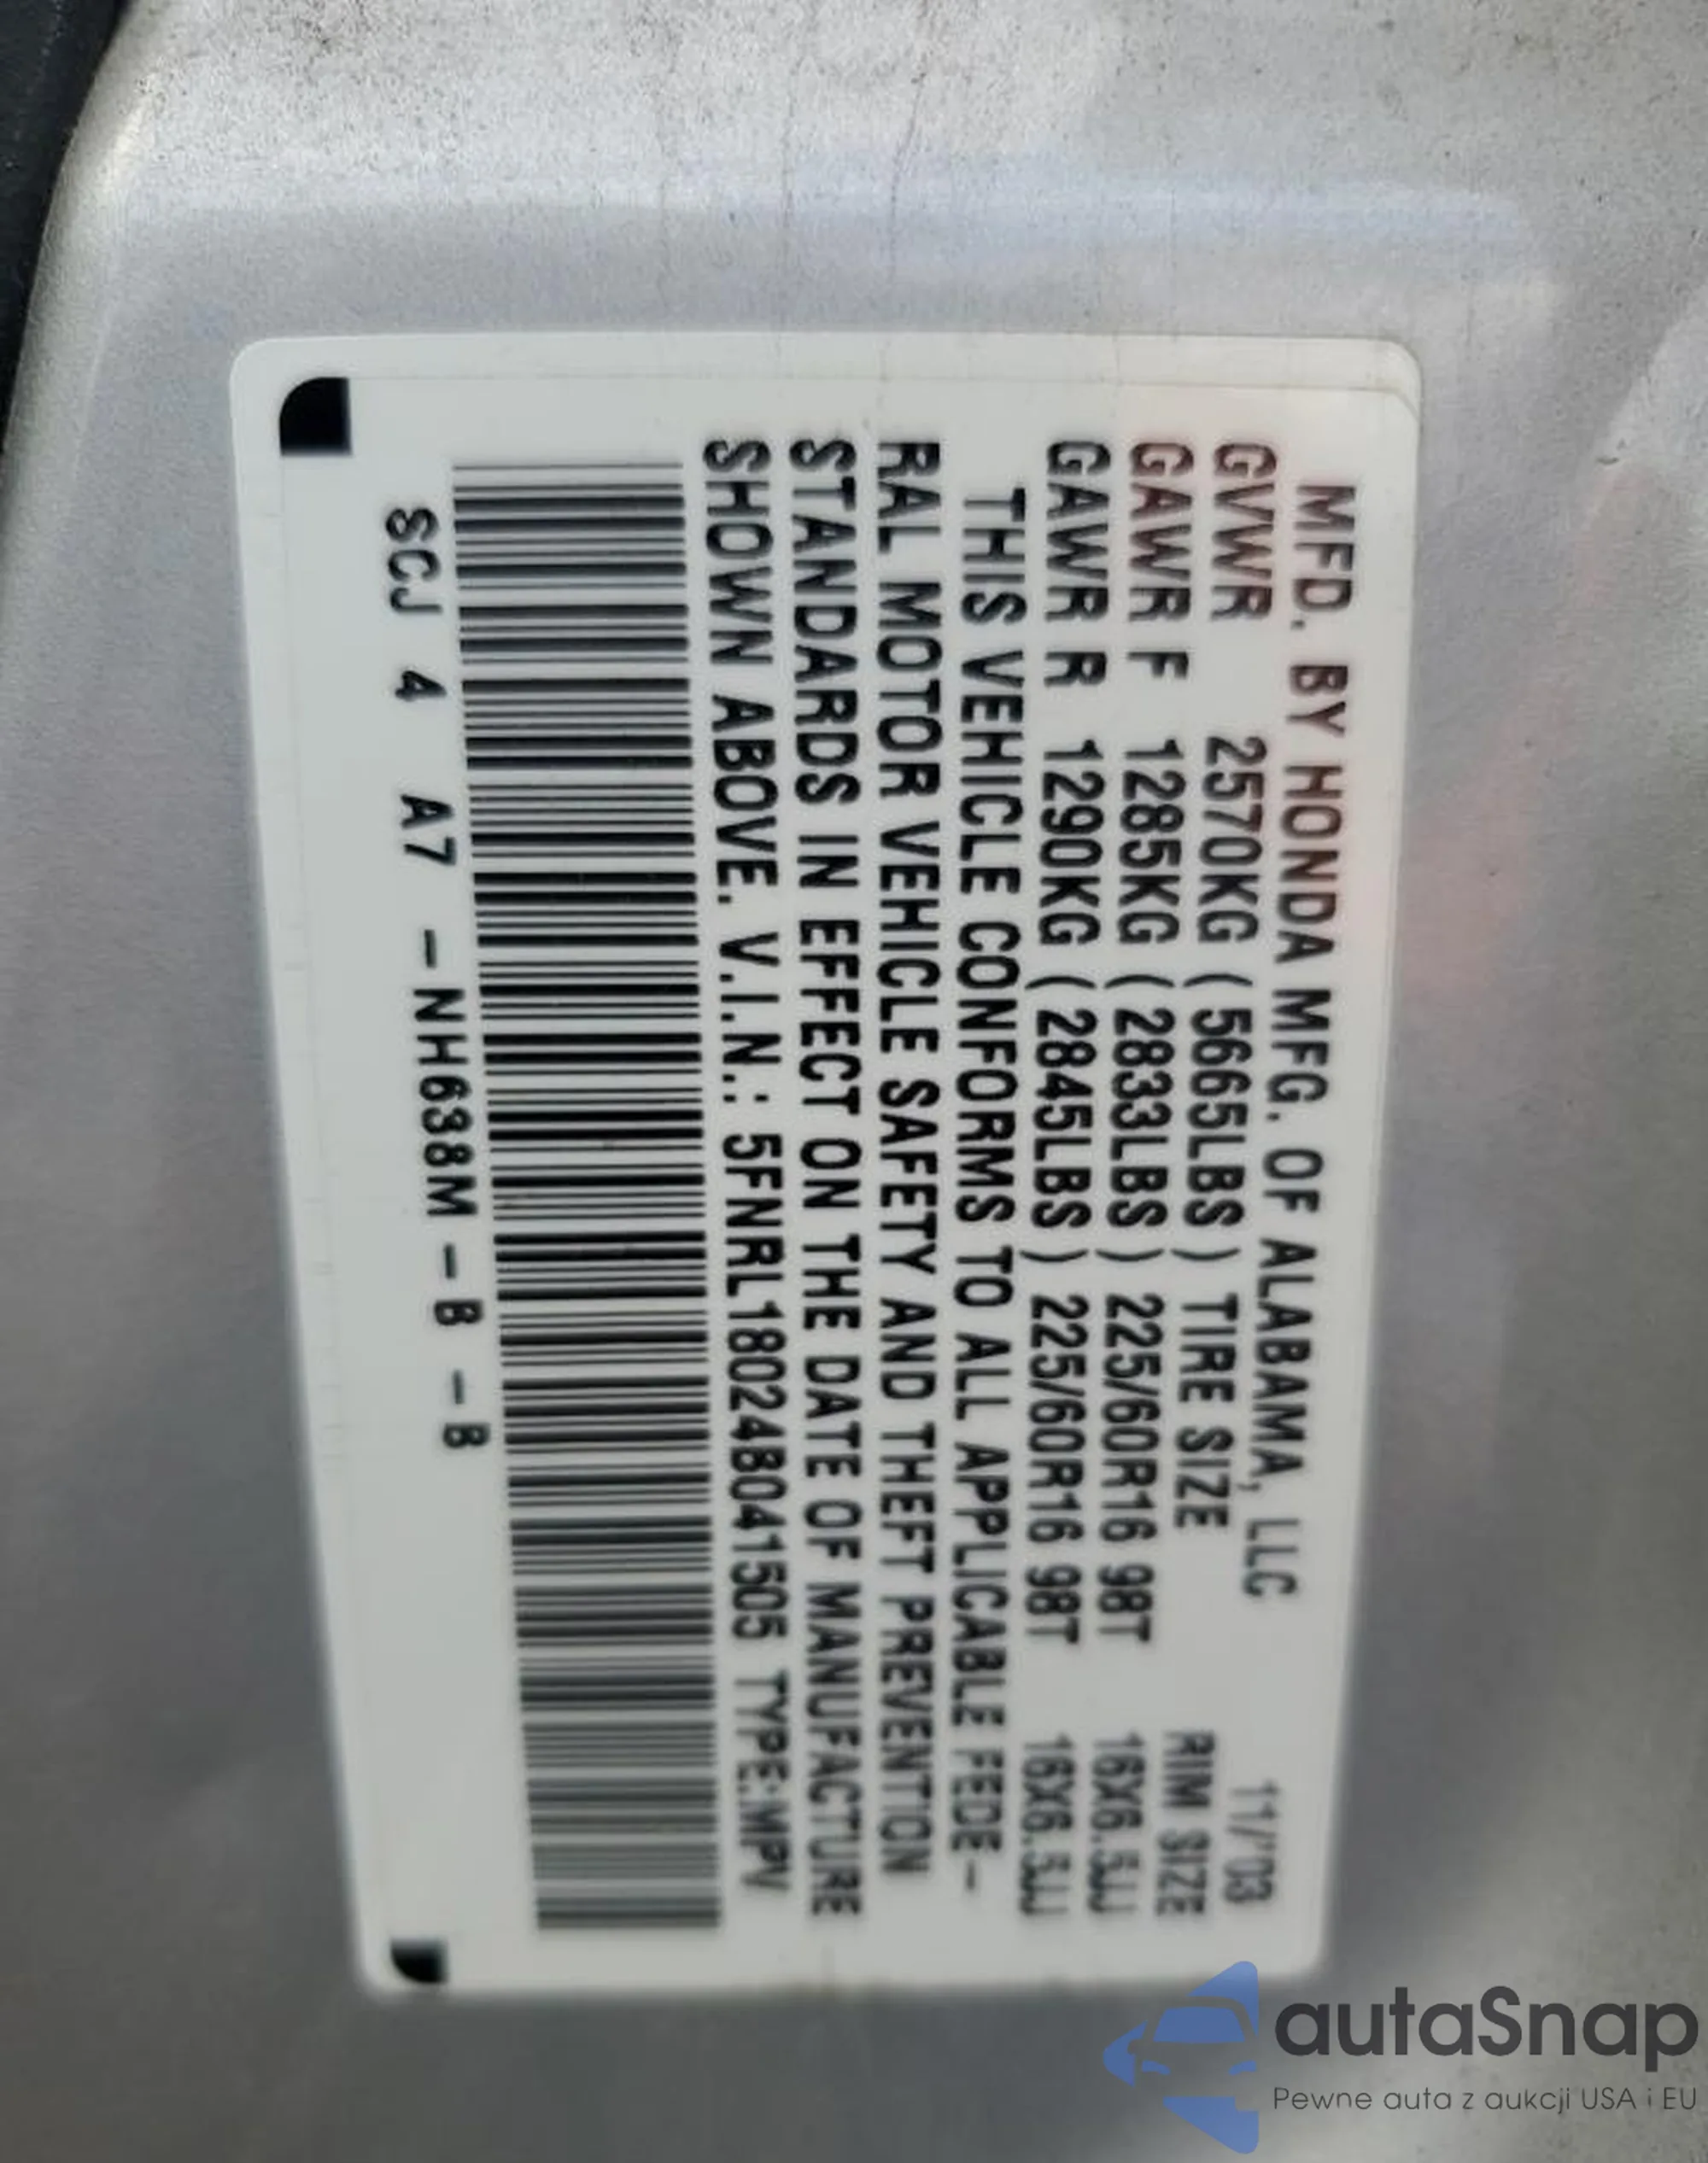 MFD. BY HONDA MFG. OF ALABAMA, LLC 11/'03
GVWR 2570KG ( 5665LBS ) TIRE SIZE RIM SIZE
GAWR F 1285KG ( 2833LBS ) 225/60R16 98T 16X6.5JJ
GAWR R 1290KG ( 2845LBS ) 225/60R16 98T 16X6.5JJ
THIS VEHICLE CONFORMS TO ALL APPLICABLE FEDE-
RAL MOTOR VEHICLE SAFETY AND THEFT PREVENTION
STANDARDS IN EFFECT ON THE DATE OF MANUFACTURE
SHOWN ABOVE. V.I.N.: 5FNRL18024B041505 TYPE:MPV
SCJ 4 A7 -NH638M-B -B
autaSnap
Pewne auta z aukcji USA i EU